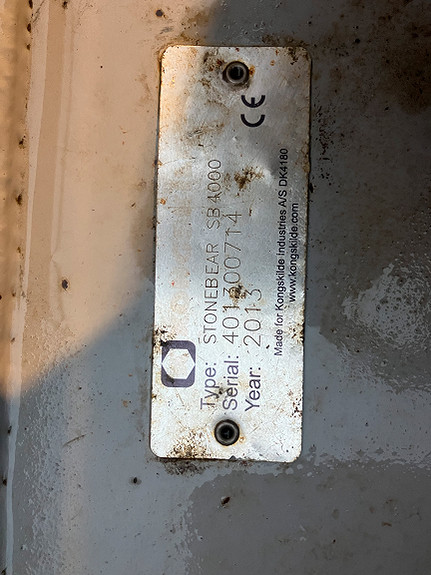 Type: STONEBEAR SB4000
Serial: 401300714
Year: 2013
Made for Kongskilde Industries A/S DK4180
www.kongskilde.com
CE